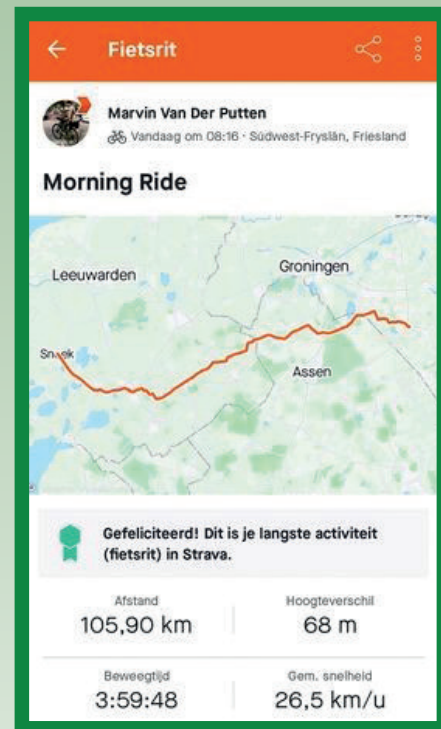 Fietsrit
Marvin Van Der Putten
Vandaag om 08:16 · Súdwest-Fryslân, Friesland
Morning Ride
Groningen
Leeuwarden
Sneek
Assen
Gefeliciteerd! Dit is je langste activiteit
(fietsrit) in Strava.
Afstand
Hoogteverschil
105,90 km
68 m
Beweegtijd
Gem. snelheid
3:59:48
26,5 km/u